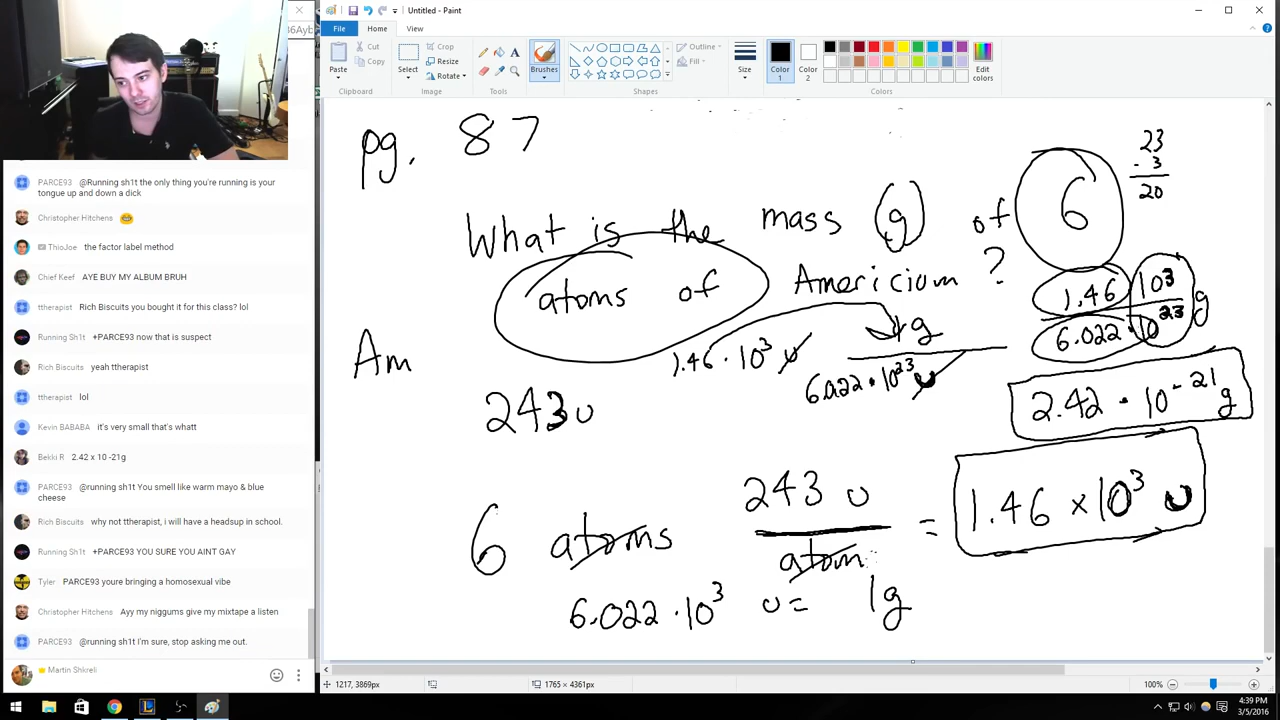 36Ayb
Untitled - Paint
File Home View
Paste Cut Copy Clipboard
Select Crop Resize Rotate Image
Tools
Brushes
Shapes Outline Fill
Size
Color 1 Color 2
Edit colors
Colors
PARCE93 @Running sh1t the only thing you're running is your
tongue up and down a dick
Christopher Hitchens
ThioJoe the factor label method
Chief Keef AYE BUY MY ALBUM BRUH
ttherapist Rich Biscuits you bought it for this class? lol
Running Sh1t +PARCE93 now that is suspect
Rich Biscuits yeah ttherapist
ttherapist lol
Kevin BABABA it's very small that's whatt
Bekki R 2.42 x 10 -21g
PARCE93 @running sh1t You smell like warm mayo & blue
cheese
Rich Biscuits why not ttherapist, i will have a headsup in school.
Running Sh1t +PARCE93 YOU SURE YOU AINT GAY
Tyler PARCE93 youre bringing a homosexual vibe
Christopher Hitchens Ayy my niggums give my mixtape a listen
PARCE93 @running sh1t I'm sure, stop asking me out.
Martin Shkreli
pg. 87
23
- 3
20
What is the mass g of 6
atoms of Americium ?
1.46 10³
6.022 · 10²³ g
Am
1.46 · 10³ u
1g
6.022 · 10²³ u
2.42 · 10⁻²¹ g
243 u
6 atoms 243 u
atom
= 1.46 × 10³ u
6.022 · 10³ u = 1g
1217, 3869px
1765 × 4361px
100%
4:39 PM
3/5/2016